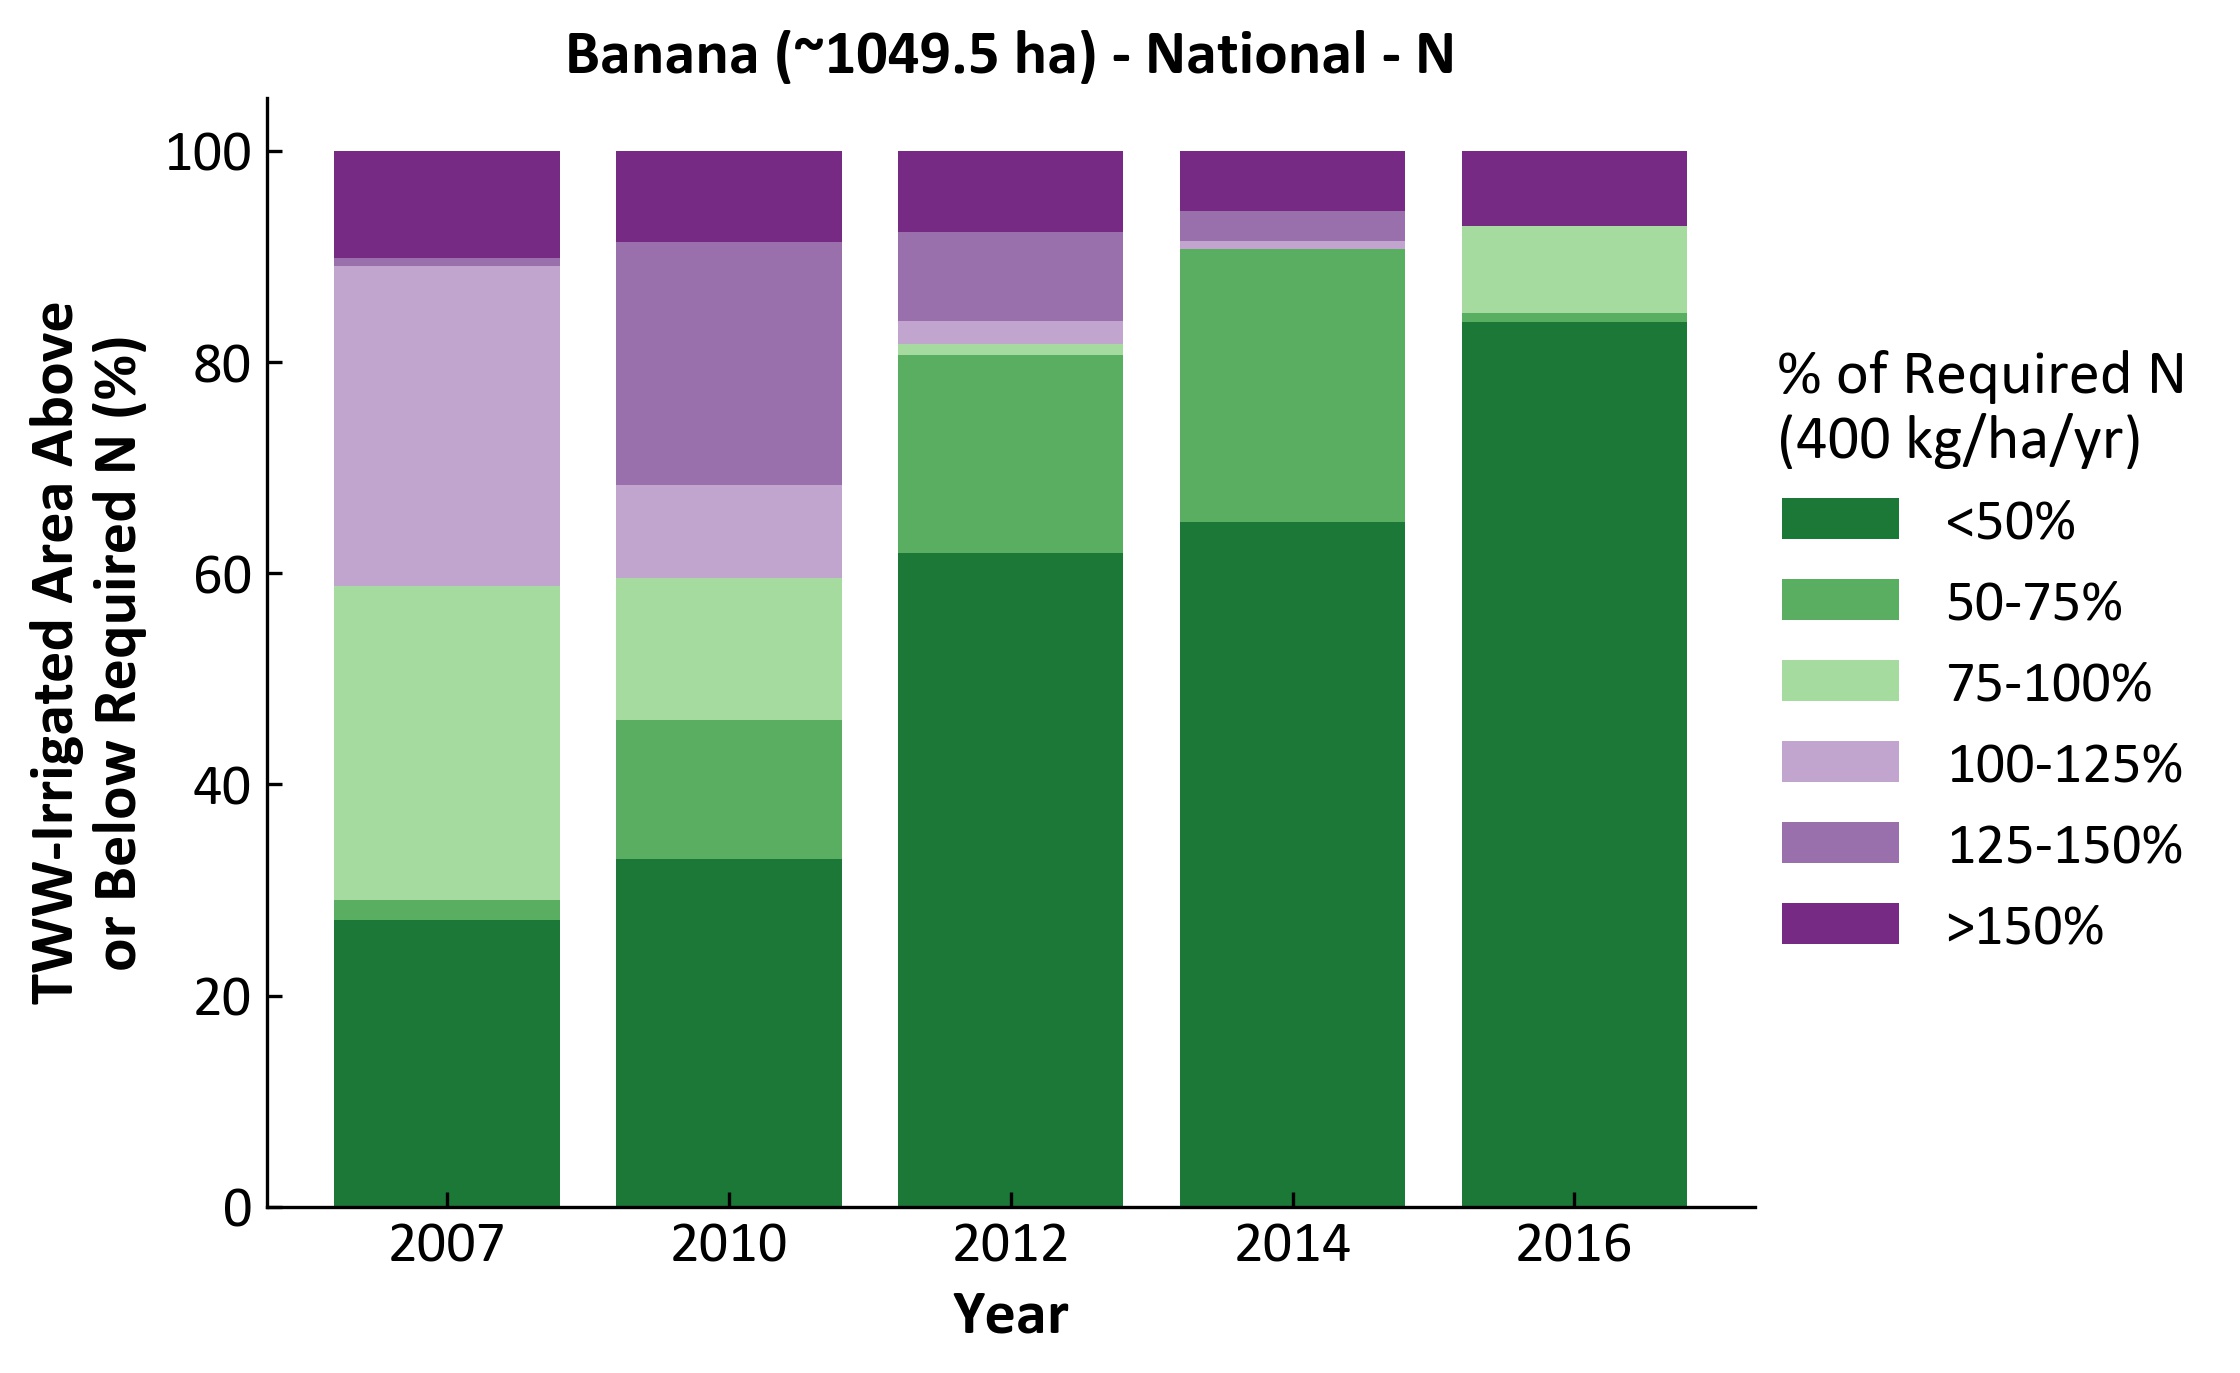 Banana (~1049.5 ha) - National - N
TWW-Irrigated Area Above
or Below Required N (%)
100
80
60
40
20
0
2007
2010
2012
2014
2016
Year
% of Required N
(400 kg/ha/yr)
<50%
50-75%
75-100%
100-125%
125-150%
>150%